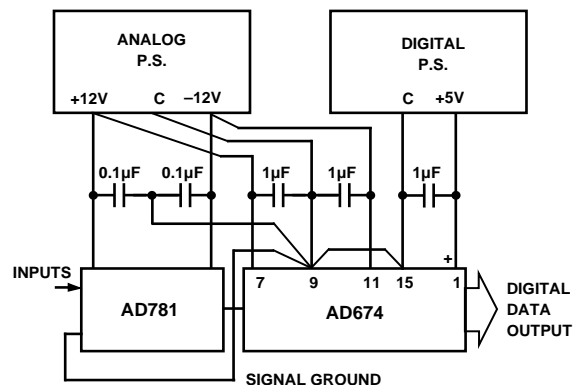 ANALOG
P.S.
DIGITAL
P.S.
+12V C –12V
C +5V
0.1µF 0.1µF 1µF 1µF 1µF
INPUTS
7 9 11 15 1
+
AD781
AD674
DIGITAL
DATA
OUTPUT
SIGNAL GROUND